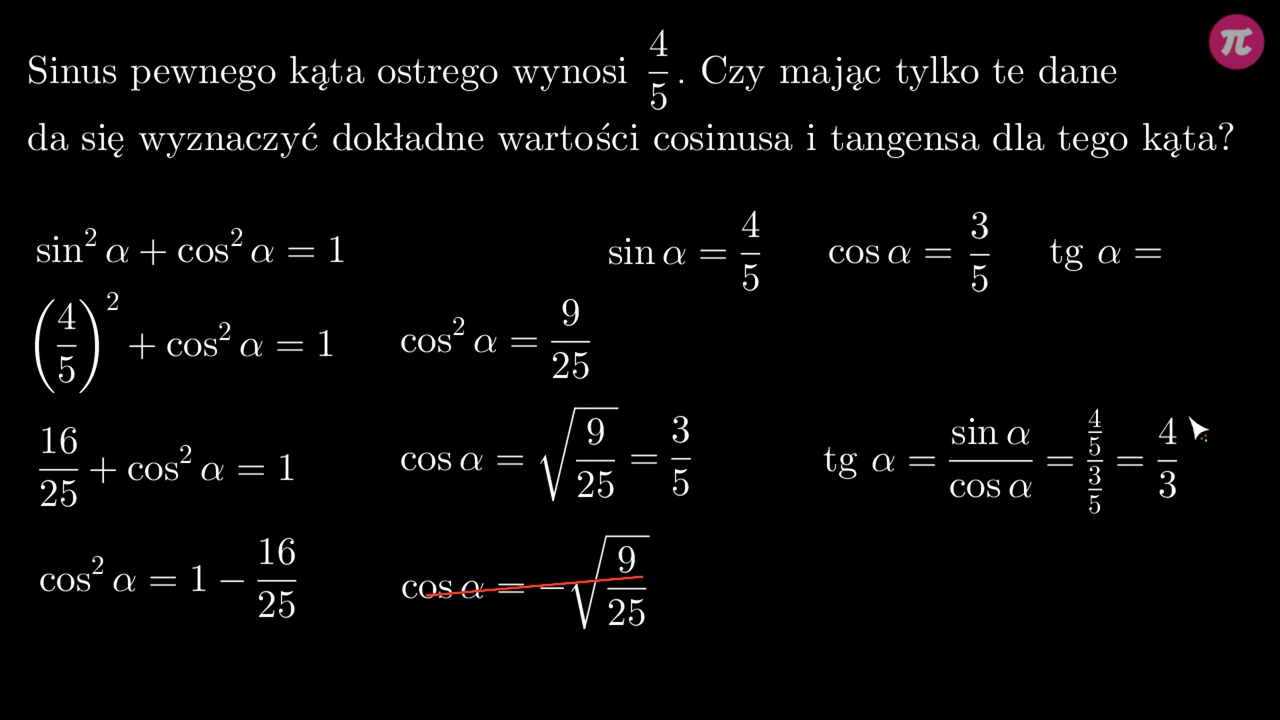 π
Sinus pewnego kąta ostrego wynosi 4/5. Czy mając tylko te dane
da się wyznaczyć dokładne wartości cosinusa i tangensa dla tego kąta?
sin² α + cos² α = 1
sin α = 4/5
cos α = 3/5
tg α =
(4/5)² + cos² α = 1
cos² α = 9/25
16/25 + cos² α = 1
cos α = √(9/25) = 3/5
tg α = sin α / cos α = (4/5)/(3/5) = 4/3
cos² α = 1 − 16/25
cos α = −√(9/25)